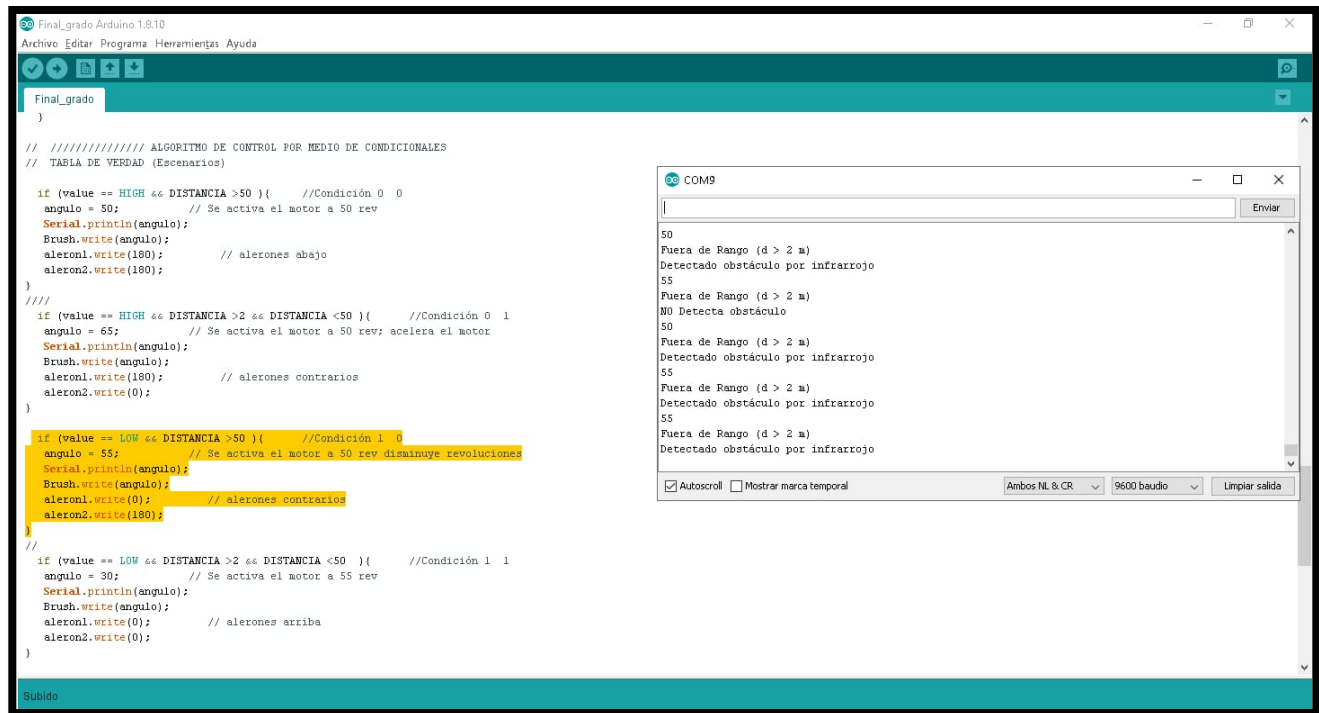 Final_grado Arduino 1.8.10
Archivo Editar Programa Herramientas Ayuda
Final_grado
}
// /////////////// ALGORITMO DE CONTROL POR MEDIO DE CONDICIONALES
// TABLA DE VERDAD (Escenarios)
if (value == HIGH && DISTANCIA >50 ){ //Condición 0 0
angulo = 50; // Se activa el motor a 50 rev
Serial.println(angulo);
Brush.write(angulo);
aleron1.write(180); // alerones abajo
aleron2.write(180);
}
////
if (value == HIGH && DISTANCIA >2 && DISTANCIA <50 ){ //Condición 0 1
angulo = 65; // Se activa el motor a 50 rev; acelera el motor
Serial.println(angulo);
Brush.write(angulo);
aleron1.write(180); // alerones contrarios
aleron2.write(0);
}
if (value == LOW && DISTANCIA >50 ){ //Condición 1 0
angulo = 55; // Se activa el motor a 50 rev disminuye revoluciones
Serial.println(angulo);
Brush.write(angulo);
aleron1.write(0); // alerones contrarios
aleron2.write(180);
}
//
if (value == LOW && DISTANCIA >2 && DISTANCIA <50 ){ //Condición 1 1
angulo = 30; // Se activa el motor a 55 rev
Serial.println(angulo);
Brush.write(angulo);
aleron1.write(0); // alerones arriba
aleron2.write(0);
}
Subido
COM9
Enviar
50
Fuera de Rango (d > 2 m)
Detectado obstáculo por infrarrojo
55
Fuera de Rango (d > 2 m)
NO Detecta obstáculo
50
Fuera de Rango (d > 2 m)
Detectado obstáculo por infrarrojo
55
Fuera de Rango (d > 2 m)
Detectado obstáculo por infrarrojo
55
Fuera de Rango (d > 2 m)
Detectado obstáculo por infrarrojo
Autoscroll Mostrar marca temporal Ambos NL & CR 9600 baudio Limpiar salida